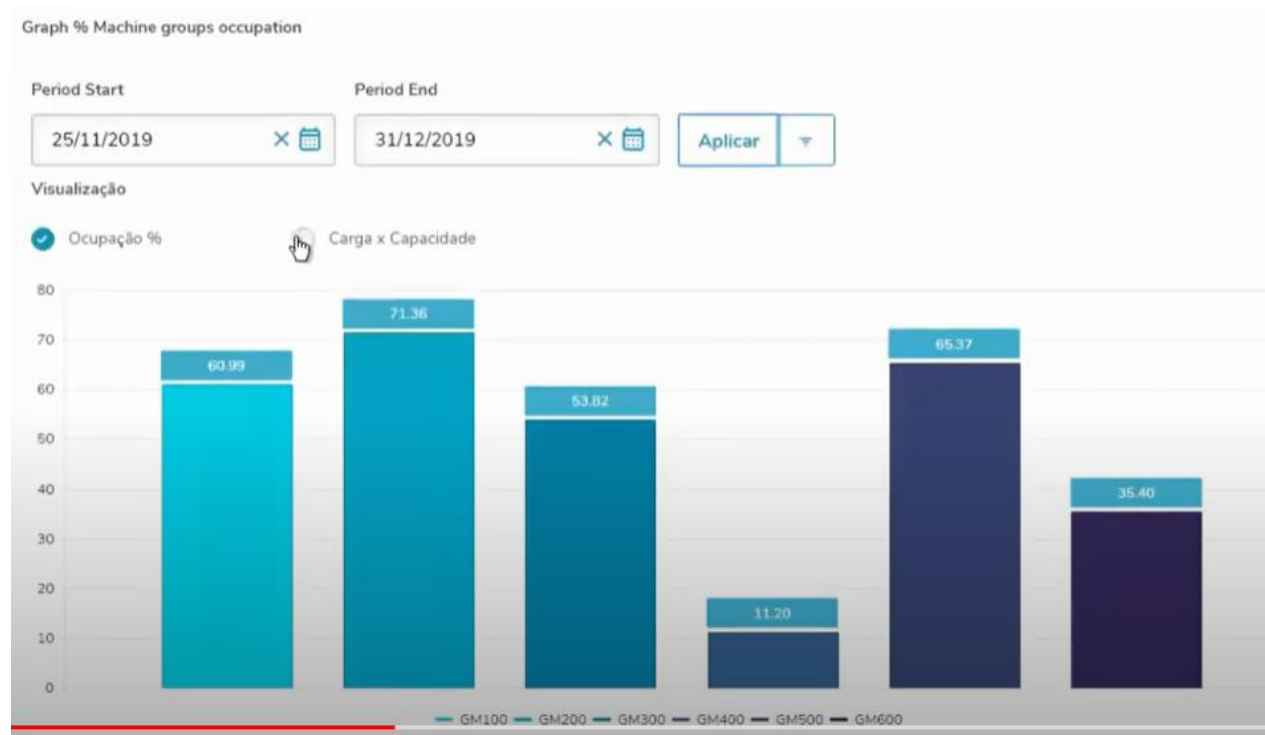 Graph % Machine groups occupation
Period Start Period End
25/11/2019 31/12/2019 Aplicar
Visualização
Ocupação % Carga x Capacidade
80
71.36
70
65.37
60.99
60
53.82
50
40
35.40
30
20
11.20
10
0
GM100 GM200 GM300 GM400 GM500 GM600